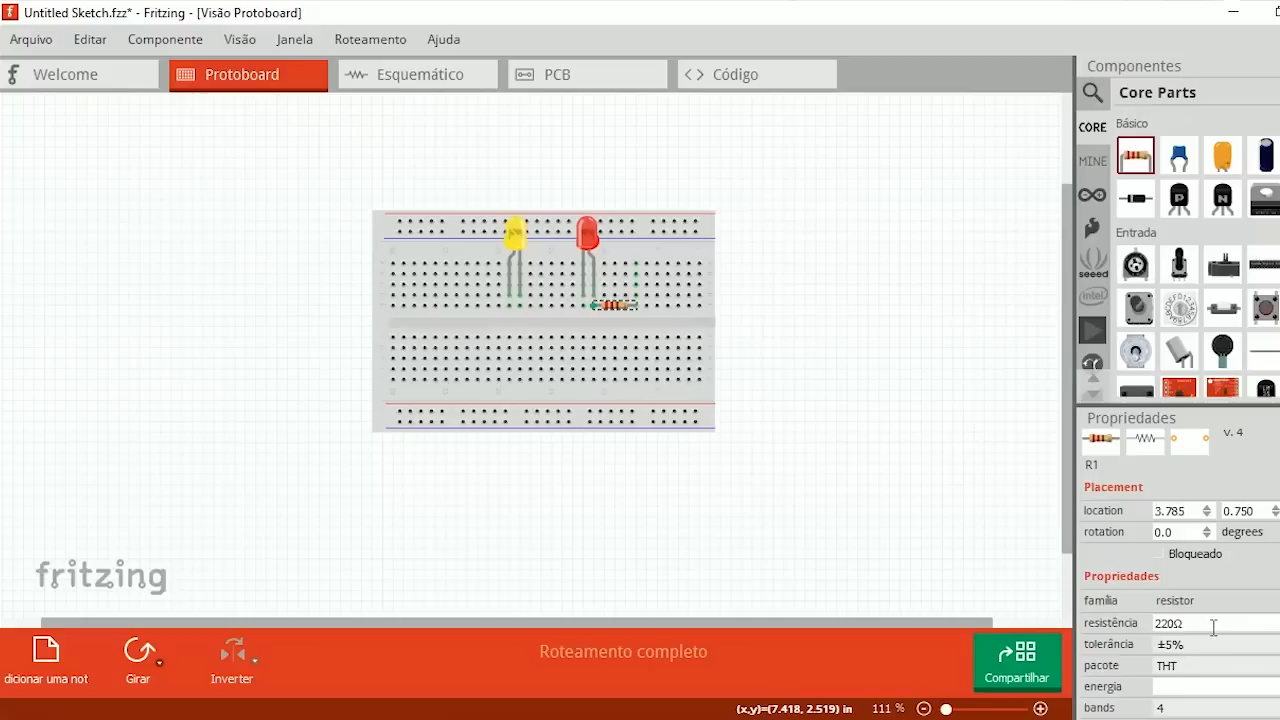 Untitled Sketch.fzz* - Fritzing - [Visão Protoboard]
Arquivo Editar Componente Visão Janela Roteamento Ajuda
Welcome Protoboard Esquemático PCB Código
Componentes
Core Parts
CORE Básico
MINE
Entrada
seeed
intel
Propriedades
v. 4
R1
Placement
location 3.785 0.750
rotation 0.0 degrees
Bloqueado
Propriedades
família resistor
resistência 220Ω
tolerância ±5%
pacote THT
energia
bands 4
fritzing
dicionar uma not Girar Inverter
Roteamento completo
Compartilhar
(x,y)=(7.418, 2.519) in 111 %